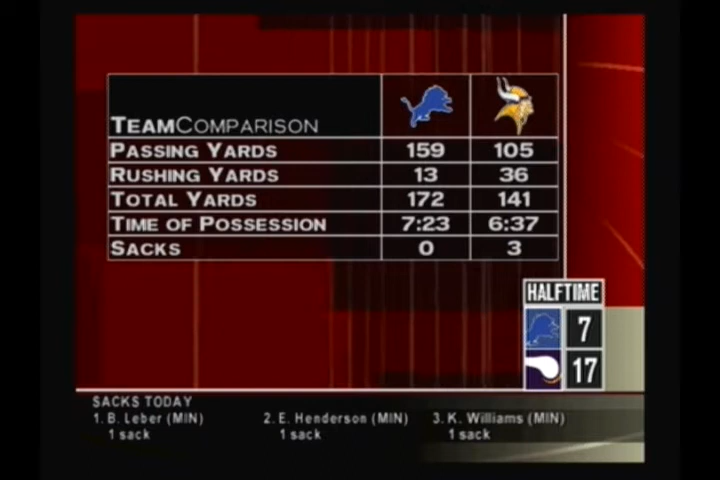 TEAMCOMPARISON
PASSING YARDS 159 105
RUSHING YARDS 13 36
TOTAL YARDS 172 141
TIME OF POSSESSION 7:23 6:37
SACKS 0 3
HALFTIME
7
17
SACKS TODAY
1. B. Leber (MIN) 2. E. Henderson (MIN) 3. K. Williams (MIN)
1 sack 1 sack 1 sack